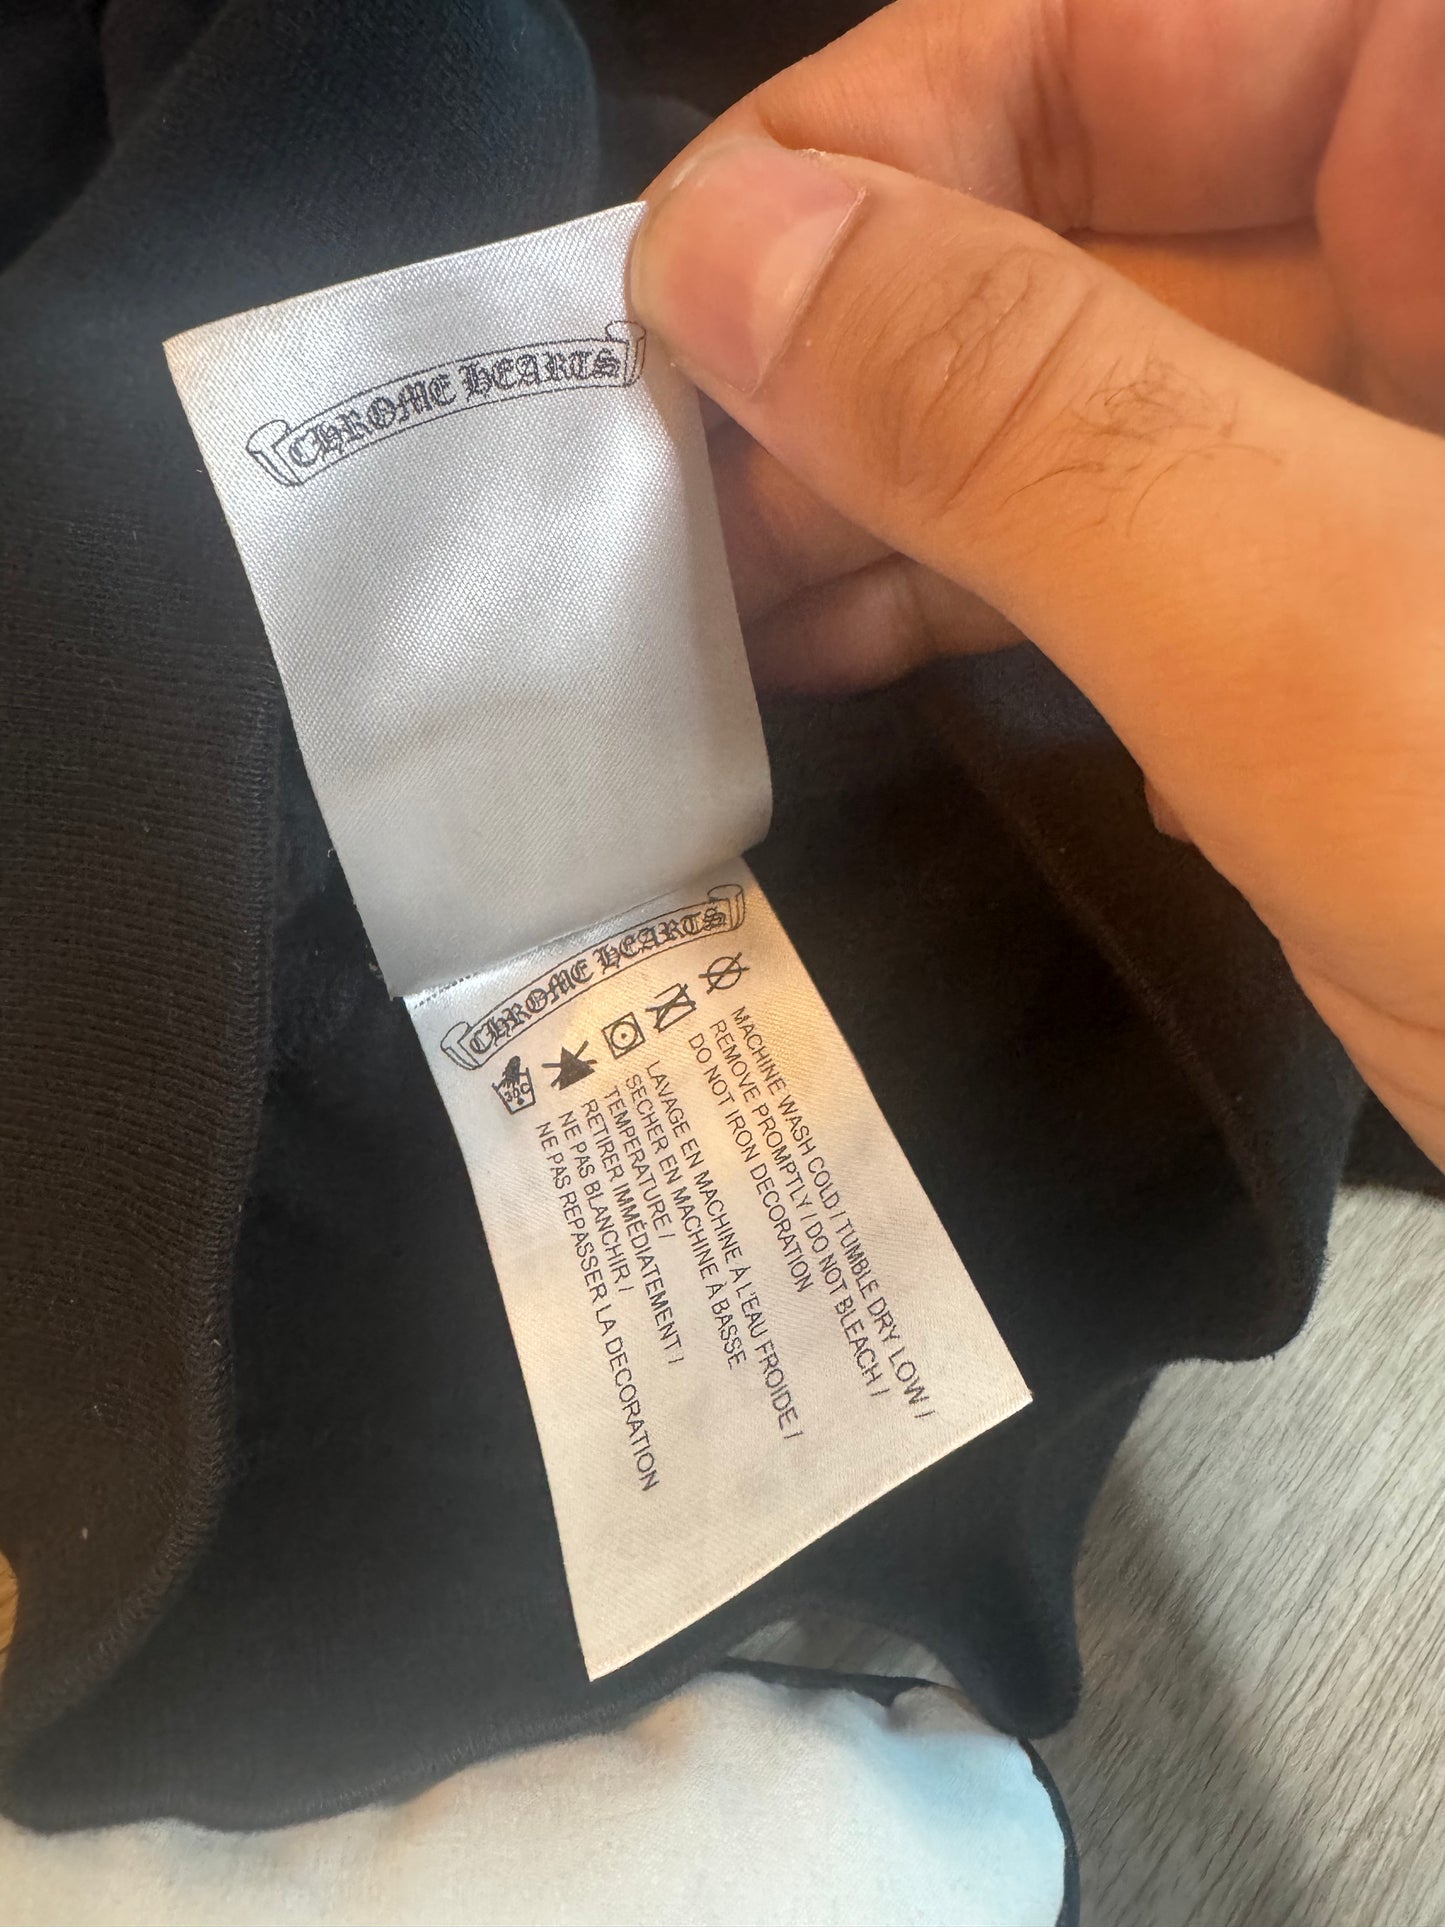 CHROME HEARTS
CHROME HEARTS
MACHINE WASH COLD / TUMBLE DRY LOW /
REMOVE PROMPTLY / DO NOT BLEACH /
DO NOT IRON DECORATION
LAVAGE EN MACHINE À L'EAU FROIDE /
SECHER EN MACHINE À BASSE
TEMPERATURE /
RETIRER IMMÉDIATEMENT /
NE PAS BLANCHIR /
NE PAS REPASSER LA DECORATION